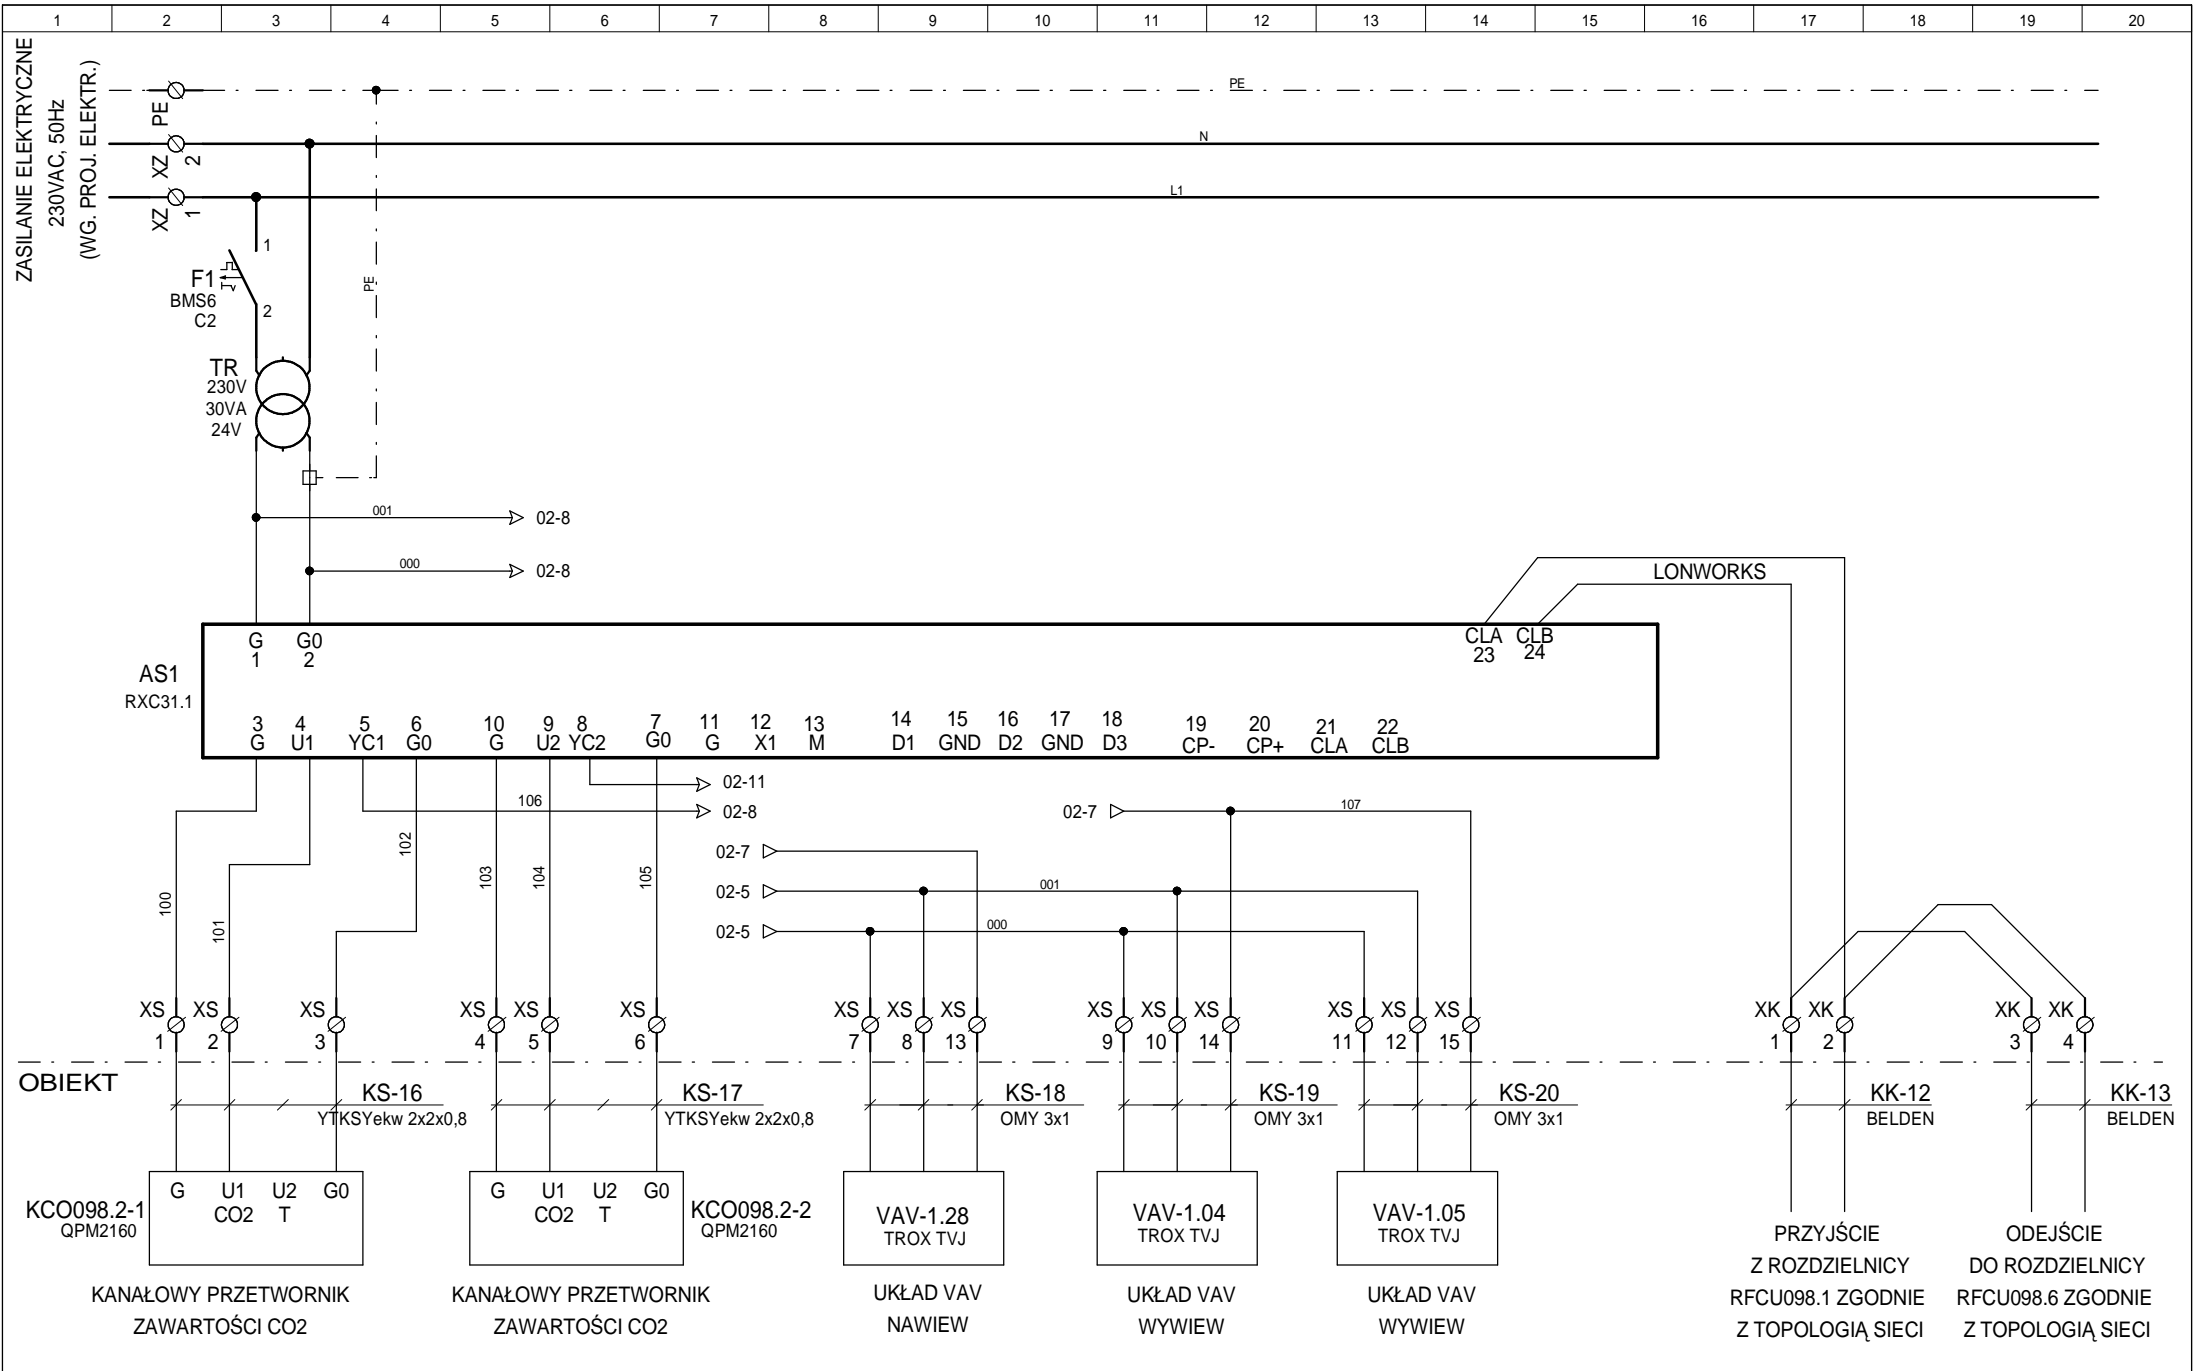 1 2 3 4 5 6 7 8 9 10 11 12 13 14 15 16 17 18 19 20
ZASILANIE ELEKTRYCZNE
230VAC, 50Hz
(WG. PROJ. ELEKTR.)
PE
PE
XZ
2
N
XZ
1
L1
1
F1
BMS6
C2
2
PE
TR
230V
30VA
24V
001
02-8
000
02-8
LONWORKS
G G0
1 2
CLA CLB
23 24
AS1
RXC31.1
3 4 5 6 10 9 8 7 11 12 13 14 15 16 17 18 19 20 21 22
G U1 YC1 G0 G U2 YC2 G0 G X1 M D1 GND D2 GND D3 CP- CP+ CLA CLB
02-11
106
02-8
02-7
107
02-7
02-5
001
02-5
000
100
101
102
103
104
105
XS XS XS XS XS XS XS XS XS XS XS XS XS XS XS XK XK XK XK
1 2 3 4 5 6 7 8 13 9 10 14 11 12 15 1 2 3 4
OBIEKT
KS-16
YTKSYekw 2x2x0,8
KS-17
YTKSYekw 2x2x0,8
KS-18
OMY 3x1
KS-19
OMY 3x1
KS-20
OMY 3x1
KK-12
BELDEN
KK-13
BELDEN
KCO098.2-1
QPM2160
G U1 U2 G0
CO2 T
KANAŁOWY PRZETWORNIK
ZAWARTOŚCI CO2
G U1 U2 G0
CO2 T
KCO098.2-2
QPM2160
KANAŁOWY PRZETWORNIK
ZAWARTOŚCI CO2
VAV-1.28
TROX TVJ
UKŁAD VAV
NAWIEW
VAV-1.04
TROX TVJ
UKŁAD VAV
WYWIEW
VAV-1.05
TROX TVJ
UKŁAD VAV
WYWIEW
PRZYJŚCIE
Z ROZDZIELNICY
RFCU098.1 ZGODNIE
Z TOPOLOGIĄ SIECI
ODEJŚCIE
DO ROZDZIELNICY
RFCU098.6 ZGODNIE
Z TOPOLOGIĄ SIECI